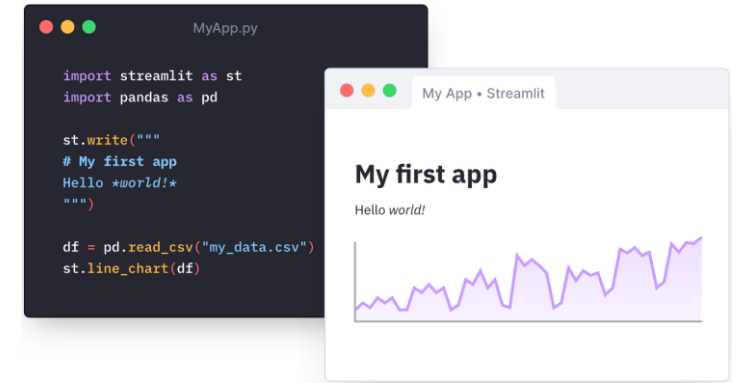 MyApp.py
import streamlit as st
import pandas as pd
st.write("""
# My first app
Hello *world!*
""")
df = pd.read_csv("my_data.csv")
st.line_chart(df)
My App • Streamlit
My first app
Hello world!